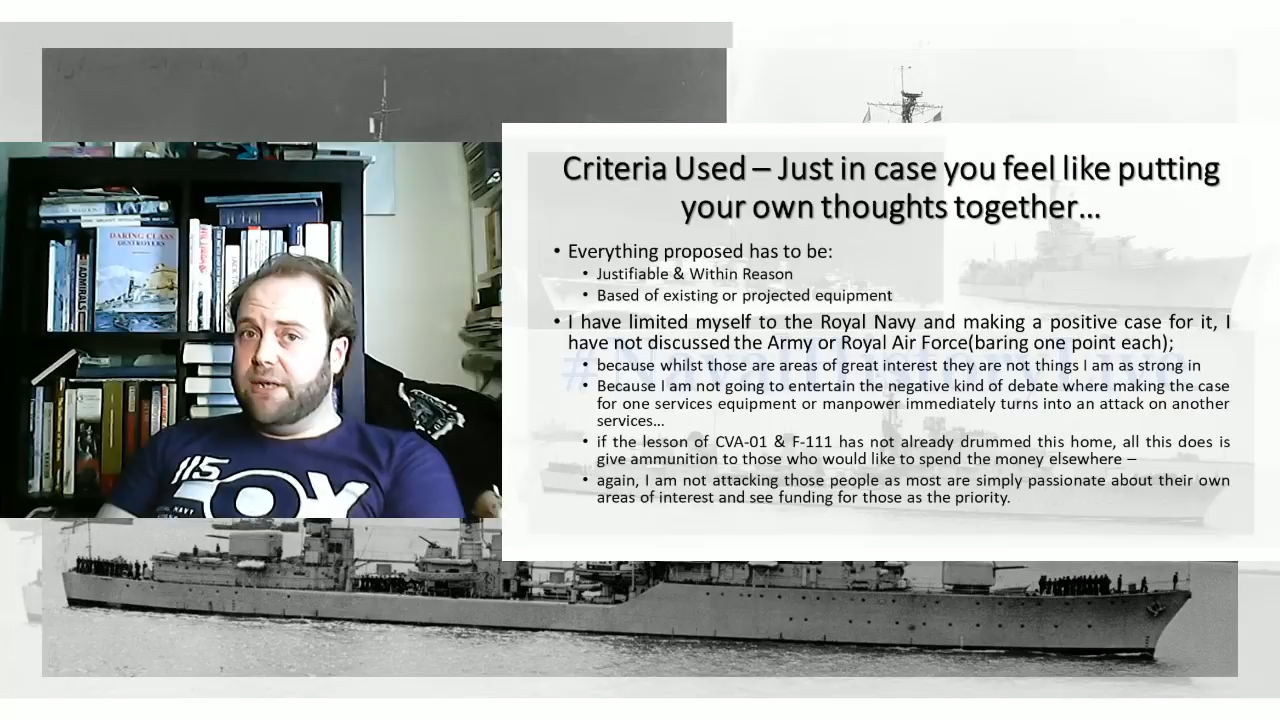 Criteria Used – Just in case you feel like putting
your own thoughts together…
• Everything proposed has to be:
• Justifiable & Within Reason
• Based of existing or projected equipment
• I have limited myself to the Royal Navy and making a positive case for it, I
have not discussed the Army or Royal Air Force(baring one point each);
• because whilst those are areas of great interest they are not things I am as strong in
• Because I am not going to entertain the negative kind of debate where making the case
for one services equipment or manpower immediately turns into an attack on another
services…
• if the lesson of CVA-01 & F-111 has not already drummed this home, all this does is
give ammunition to those who would like to spend the money elsewhere –
• again, I am not attacking those people as most are simply passionate about their own
areas of interest and see funding for those as the priority.
DARING CLASS
DESTROYERS
ADMIRALS
NAVY